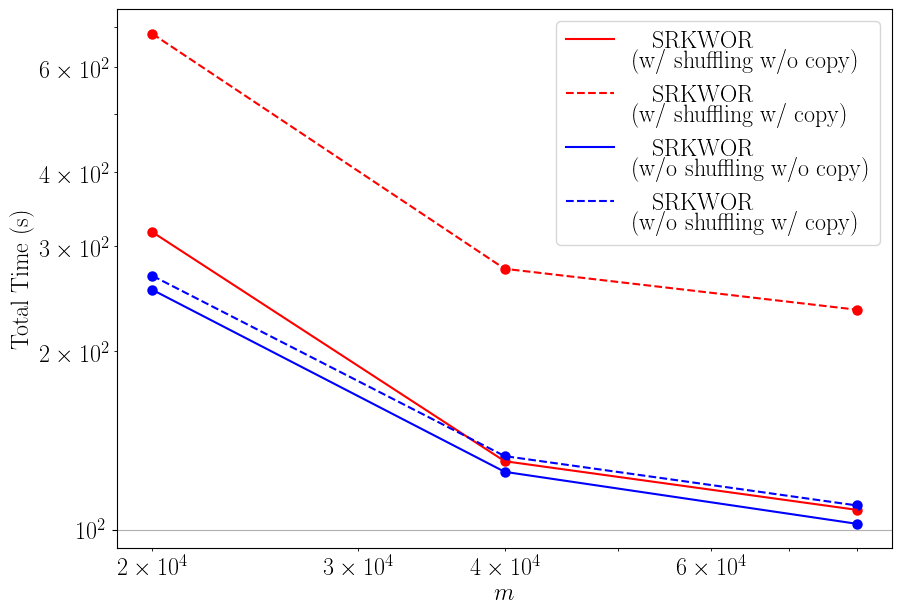 SRKWOR
(w/ shuffling w/o copy)
SRKWOR
(w/ shuffling w/ copy)
SRKWOR
(w/o shuffling w/o copy)
SRKWOR
(w/o shuffling w/ copy)
6 × 10²
4 × 10²
3 × 10²
2 × 10²
10²
Total Time (s)
2 × 10⁴
3 × 10⁴
4 × 10⁴
6 × 10⁴
m